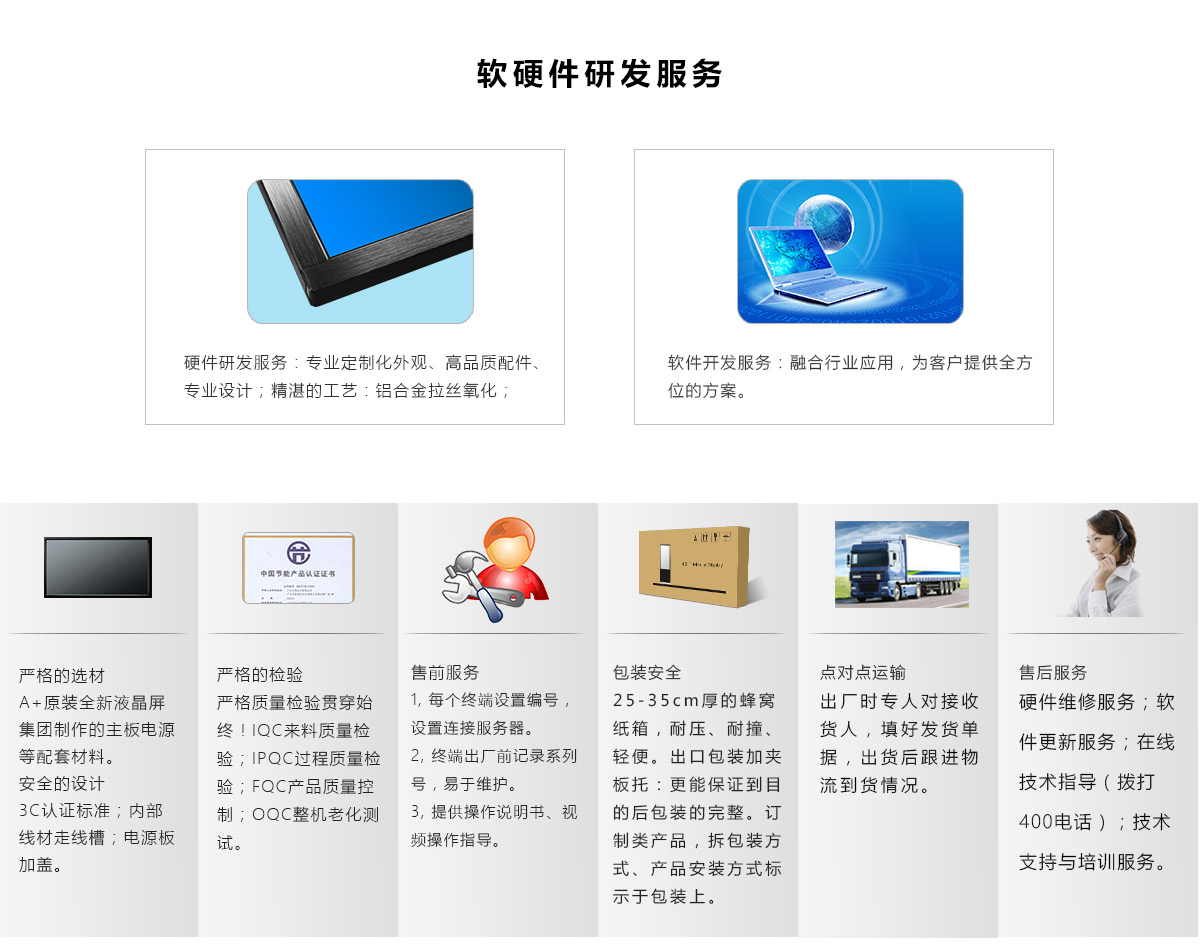 软硬件研发服务
硬件研发服务：专业定制化外观、高品质配件、
专业设计；精湛的工艺：铝合金拉丝氧化；
软件开发服务：融合行业应用，为客户提供全方
位的方案。
中国节能产品认证证书
严格的选材
A+原装全新液晶屏
集团制作的主板电源
等配套材料。
安全的设计
3C认证标准；内部
线材走线槽；电源板
加盖。
严格的检验
严格质量检验贯穿始
终！IQC来料质量检
验；IPQC过程质量检
验；FQC产品质量控
制；OQC整机老化测
试。
售前服务
1, 每个终端设置编号，
设置连接服务器。
2, 终端出厂前记录系列
号，易于维护。
3, 提供操作说明书、视
频操作指导。
包装安全
25-35cm厚的蜂窝
纸箱，耐压、耐撞、
轻便。出口包装加夹
板托：更能保证到目
的后包装的完整。订
制类产品，拆包装方
式、产品安装方式标
示于包装上。
点对点运输
出厂时专人对接收
货人，填好发货单
据，出货后跟进物
流到货情况。
售后服务
硬件维修服务；软
件更新服务；在线
技术指导（拨打
400电话）；技术
支持与培训服务。